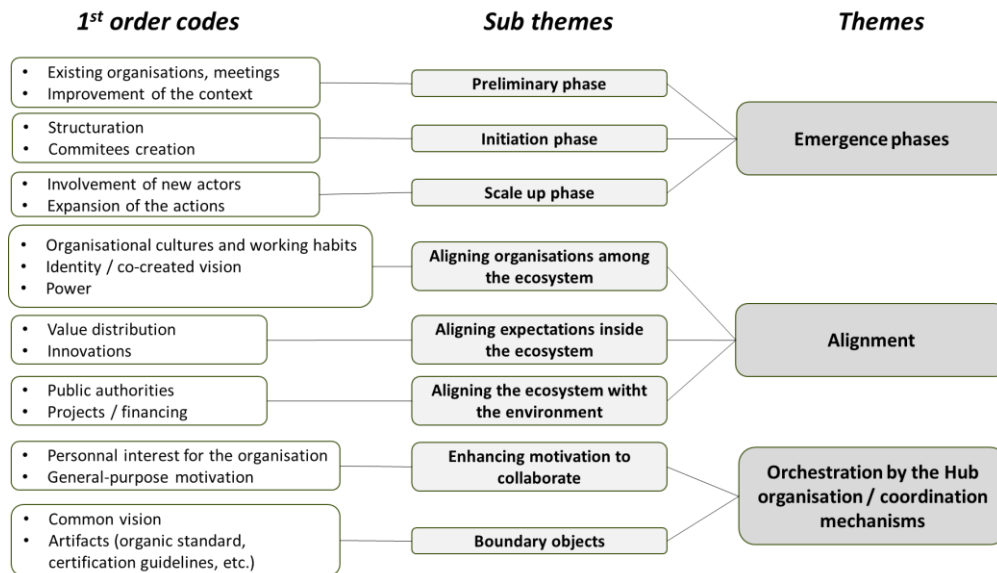 1st order codes
Sub themes
Themes
• Existing organisations, meetings
• Improvement of the context
Preliminary phase
• Structuration
• Commitees creation
Initiation phase
Emergence phases
• Involvement of new actors
• Expansion of the actions
Scale up phase
• Organisational cultures and working habits
• Identity / co-created vision
• Power
Aligning organisations among
the ecosystem
• Value distribution
• Innovations
Aligning expectations inside
the ecosystem
Alignment
• Public authorities
• Projects / financing
Aligning the ecosystem witht
the environment
• Personnal interest for the organisation
• General-purpose motivation
Enhancing motivation to
collaborate
Orchestration by the Hub
organisation / coordination
mechanisms
• Common vision
• Artifacts (organic standard,
certification guidelines, etc.)
Boundary objects